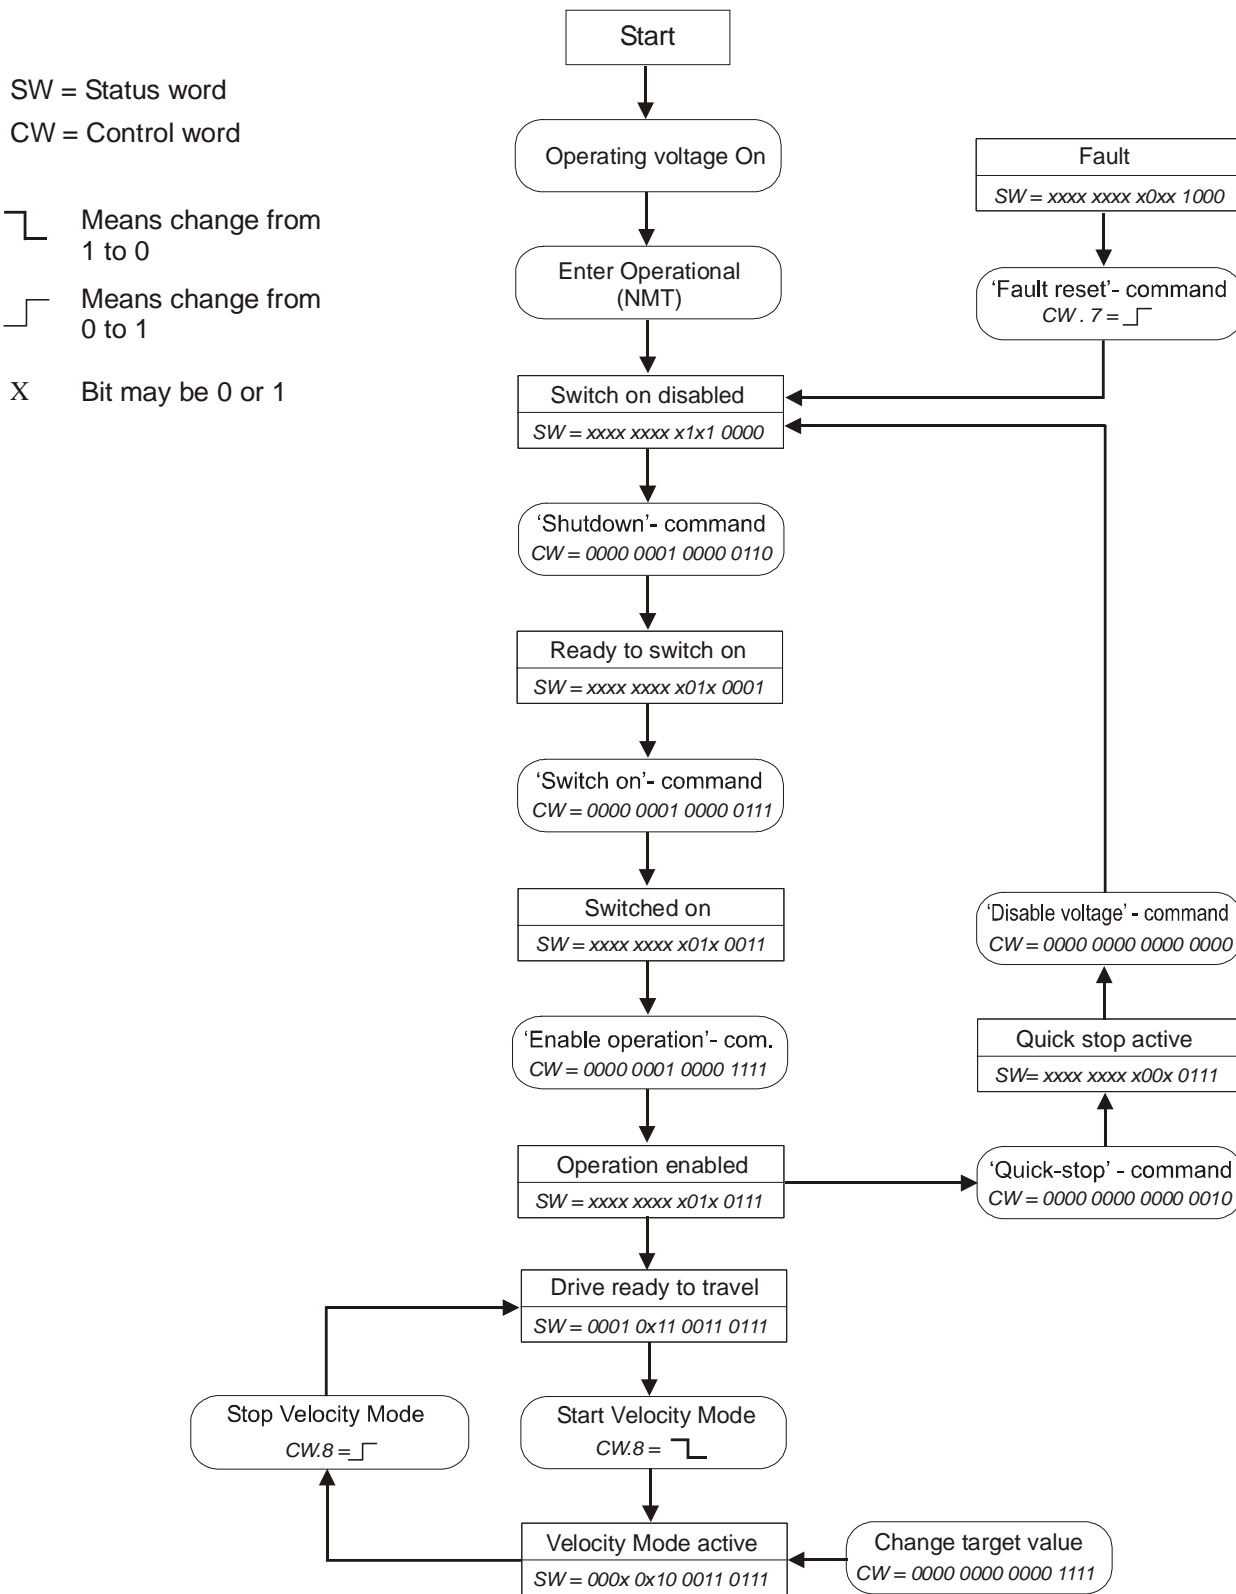 Start
SW = Status word
CW = Control word
Means change from
1 to 0
Means change from
0 to 1
X Bit may be 0 or 1
Operating voltage On
Enter Operational
(NMT)
Fault
SW = xxxx xxxx x0xx 1000
'Fault reset'- command
CW . 7 =
Switch on disabled
SW = xxxx xxxx x1x1 0000
'Shutdown'- command
CW = 0000 0001 0000 0110
Ready to switch on
SW = xxxx xxxx x01x 0001
'Switch on'- command
CW = 0000 0001 0000 0111
Switched on
SW = xxxx xxxx x01x 0011
'Disable voltage' - command
CW = 0000 0000 0000 0000
'Enable operation'- com.
CW = 0000 0001 0000 1111
Quick stop active
SW= xxxx xxxx x00x 0111
Operation enabled
SW = xxxx xxxx x01x 0111
'Quick-stop' - command
CW = 0000 0000 0000 0010
Drive ready to travel
SW = 0001 0x11 0011 0111
Stop Velocity Mode
CW.8 =
Start Velocity Mode
CW.8 =
Velocity Mode active
SW = 000x 0x10 0011 0111
Change target value
CW = 0000 0000 0000 1111